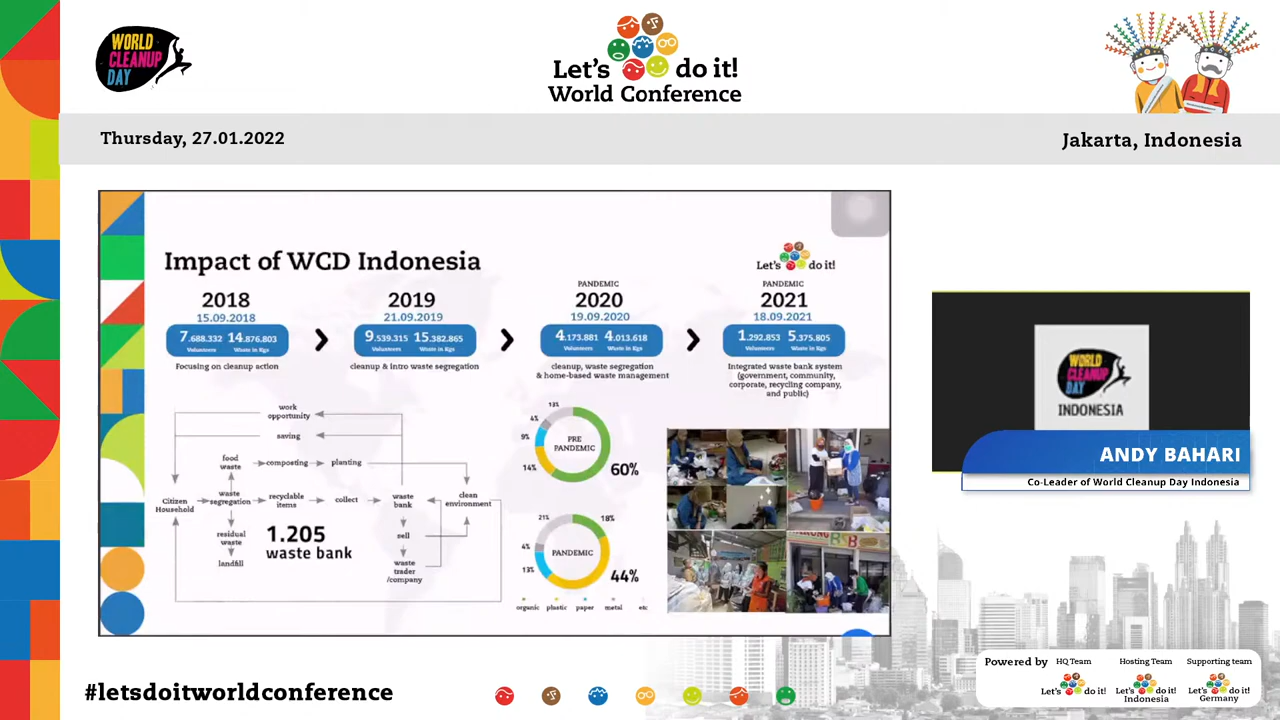 WORLD
CLEANUP
DAY
Let's do it!
World Conference
Thursday, 27.01.2022
Jakarta, Indonesia
Impact of WCD Indonesia
Let's do it!
2018
15.09.2018
7.688.332 14.876.803
Volunteers Waste in Kgs
Focusing on cleanup action
2019
21.09.2019
9.539.315 15.382.865
Volunteers Waste in Kgs
cleanup & intro waste segregation
PANDEMIC
2020
19.09.2020
4.173.881 4.013.618
Volunteers Waste in Kgs
cleanup, waste segregation
& home-based waste management
PANDEMIC
2021
18.09.2021
1.292.853 5.375.805
Volunteers Waste in Kgs
Integrated waste bank system
(government, community,
corporate, recycling company,
and public)
work
opportunity
saving
food
waste
composting
planting
Citizen
Household
waste
segregation
recyclable
items
collect
waste
bank
clean
environment
residual
waste
landfill
1.205
waste bank
sell
waste
trader
/company
13%
4%
9%
14%
PRE
PANDEMIC
60%
21%
18%
4%
13%
PANDEMIC
44%
organic plastic paper metal etc
BSB
WORLD
CLEANUP
DAY
INDONESIA
ANDY BAHARI
Co-Leader of World Cleanup Day Indonesia
#letsdoitworldconference
Powered by
HQ Team
Let's do it!
Hosting Team
Let's do it!
Indonesia
Supporting team
Let's do it!
Germany